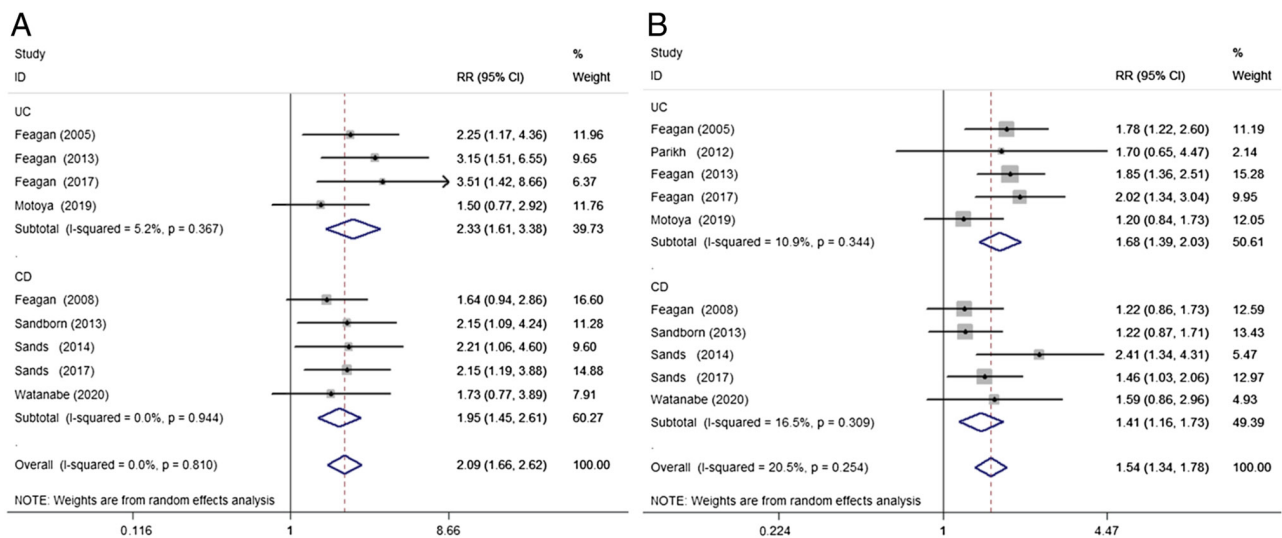 A
Study %
ID RR (95% CI) Weight
UC
Feagan (2005) 2.25 (1.17, 4.36) 11.96
Feagan (2013) 3.15 (1.51, 6.55) 9.65
Feagan (2017) 3.51 (1.42, 8.66) 6.37
Motoya (2019) 1.50 (0.77, 2.92) 11.76
Subtotal (I-squared = 5.2%, p = 0.367) 2.33 (1.61, 3.38) 39.73
.
CD
Feagan (2008) 1.64 (0.94, 2.86) 16.60
Sandborn (2013) 2.15 (1.09, 4.24) 11.28
Sands (2014) 2.21 (1.06, 4.60) 9.60
Sands (2017) 2.15 (1.19, 3.88) 14.88
Watanabe (2020) 1.73 (0.77, 3.89) 7.91
Subtotal (I-squared = 0.0%, p = 0.944) 1.95 (1.45, 2.61) 60.27
.
Overall (I-squared = 0.0%, p = 0.810) 2.09 (1.66, 2.62) 100.00
NOTE: Weights are from random effects analysis
0.116 1 8.66
B
Study %
ID RR (95% CI) Weight
UC
Feagan (2005) 1.78 (1.22, 2.60) 11.19
Parikh (2012) 1.70 (0.65, 4.47) 2.14
Feagan (2013) 1.85 (1.36, 2.51) 15.28
Feagan (2017) 2.02 (1.34, 3.04) 9.95
Motoya (2019) 1.20 (0.84, 1.73) 12.05
Subtotal (I-squared = 10.9%, p = 0.344) 1.68 (1.39, 2.03) 50.61
.
CD
Feagan (2008) 1.22 (0.86, 1.73) 12.59
Sandborn (2013) 1.22 (0.87, 1.71) 13.43
Sands (2014) 2.41 (1.34, 4.31) 5.47
Sands (2017) 1.46 (1.03, 2.06) 12.97
Watanabe (2020) 1.59 (0.86, 2.96) 4.93
Subtotal (I-squared = 16.5%, p = 0.309) 1.41 (1.16, 1.73) 49.39
.
Overall (I-squared = 20.5%, p = 0.254) 1.54 (1.34, 1.78) 100.00
NOTE: Weights are from random effects analysis
0.224 1 4.47